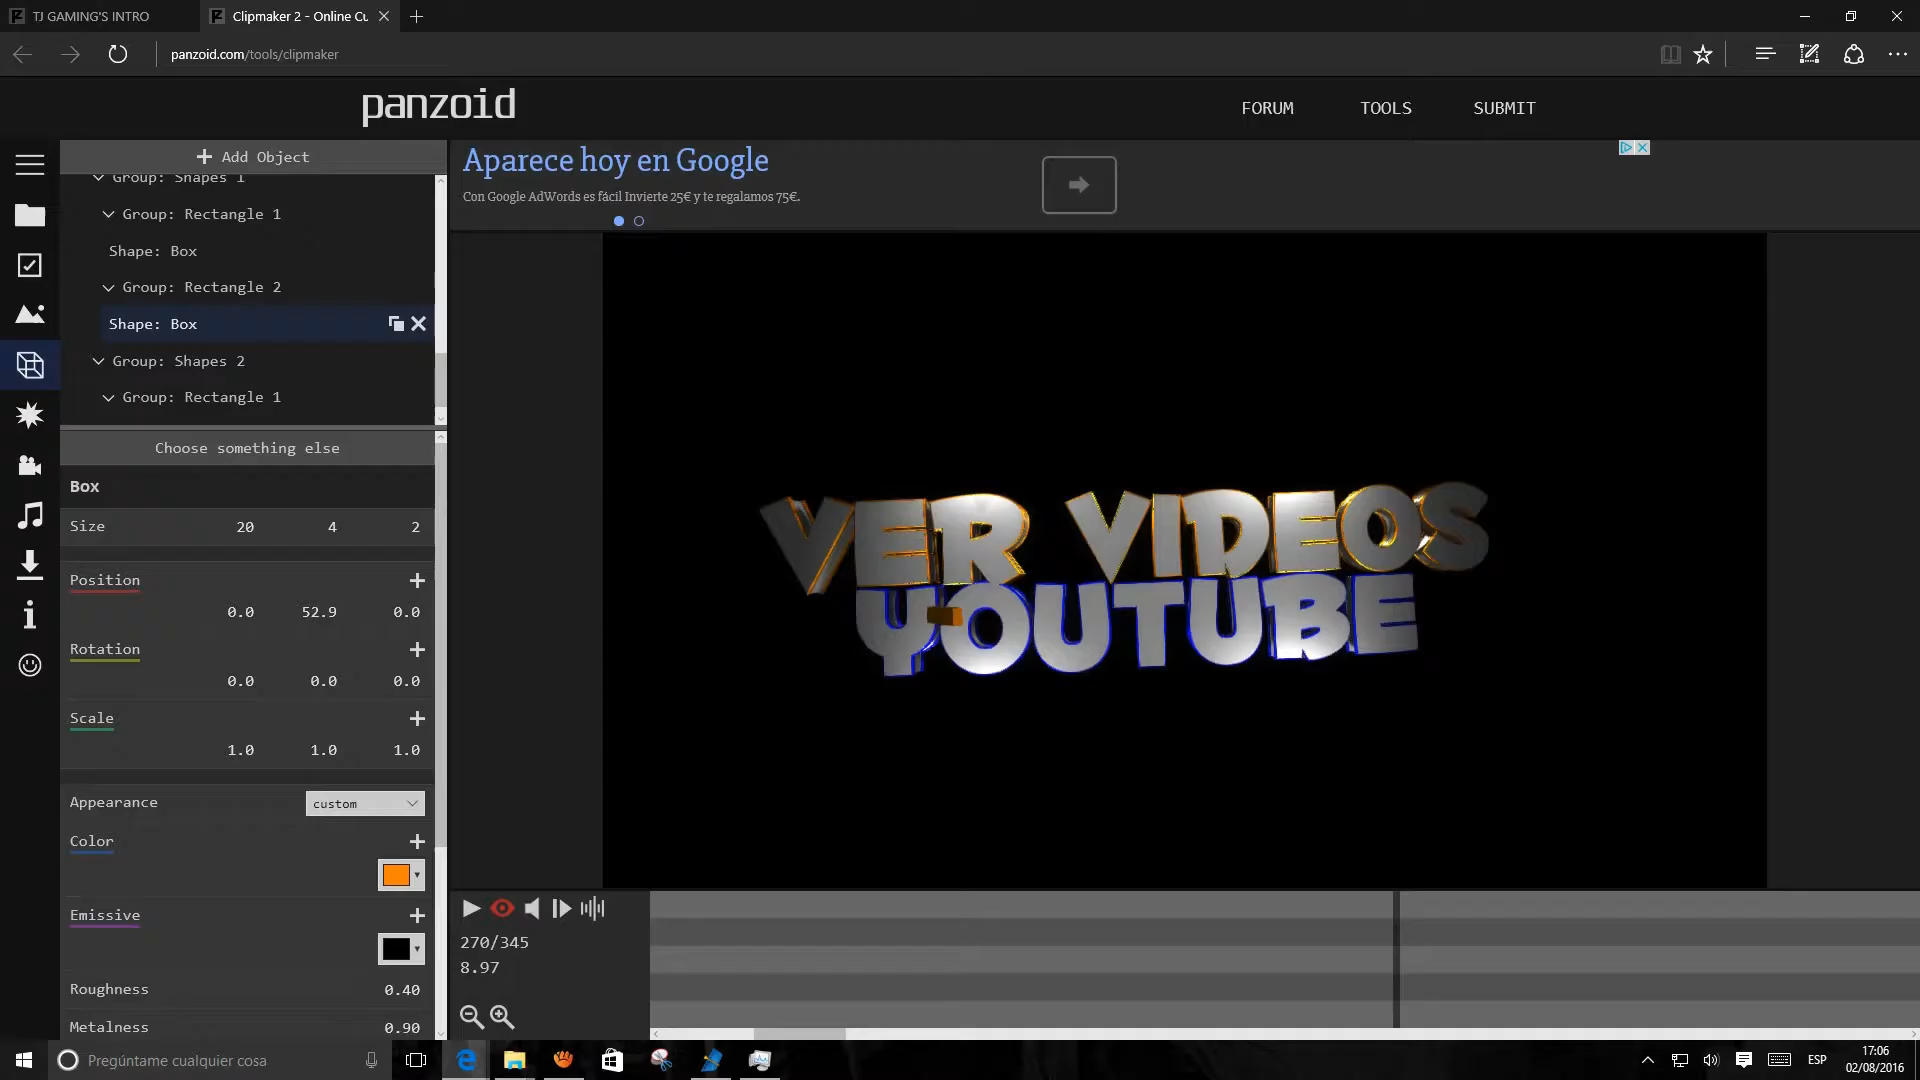 TJ GAMING'S INTRO
Clipmaker 2 - Online Cu
panzoid.com/tools/clipmaker
panzoid
FORUM
TOOLS
SUBMIT
Add Object
Group: Shapes 1
Group: Rectangle 1
Shape: Box
Group: Rectangle 2
Shape: Box
Group: Shapes 2
Group: Rectangle 1
Choose something else
Box
Size 20 4 2
Position
0.0 52.9 0.0
Rotation
0.0 0.0 0.0
Scale
1.0 1.0 1.0
Appearance custom
Color
Emissive
Roughness 0.40
Metalness 0.90
Aparece hoy en Google
Con Google AdWords es fácil Invierte 25€ y te regalamos 75€.
VER VIDEOS
YOUTUBE
270/345
8.97
Pregúntame cualquier cosa
ESP
17:06
02/08/2016